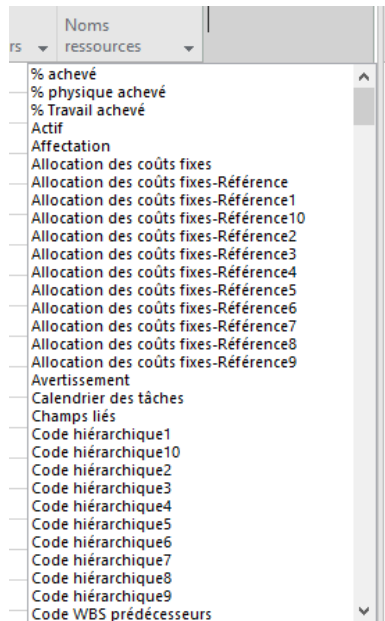 Noms
rs ressources
% achevé
% physique achevé
% Travail achevé
Actif
Affectation
Allocation des coûts fixes
Allocation des coûts fixes-Référence
Allocation des coûts fixes-Référence1
Allocation des coûts fixes-Référence10
Allocation des coûts fixes-Référence2
Allocation des coûts fixes-Référence3
Allocation des coûts fixes-Référence4
Allocation des coûts fixes-Référence5
Allocation des coûts fixes-Référence6
Allocation des coûts fixes-Référence7
Allocation des coûts fixes-Référence8
Allocation des coûts fixes-Référence9
Avertissement
Calendrier des tâches
Champs liés
Code hiérarchique1
Code hiérarchique10
Code hiérarchique2
Code hiérarchique3
Code hiérarchique4
Code hiérarchique5
Code hiérarchique6
Code hiérarchique7
Code hiérarchique8
Code hiérarchique9
Code WBS prédécesseurs